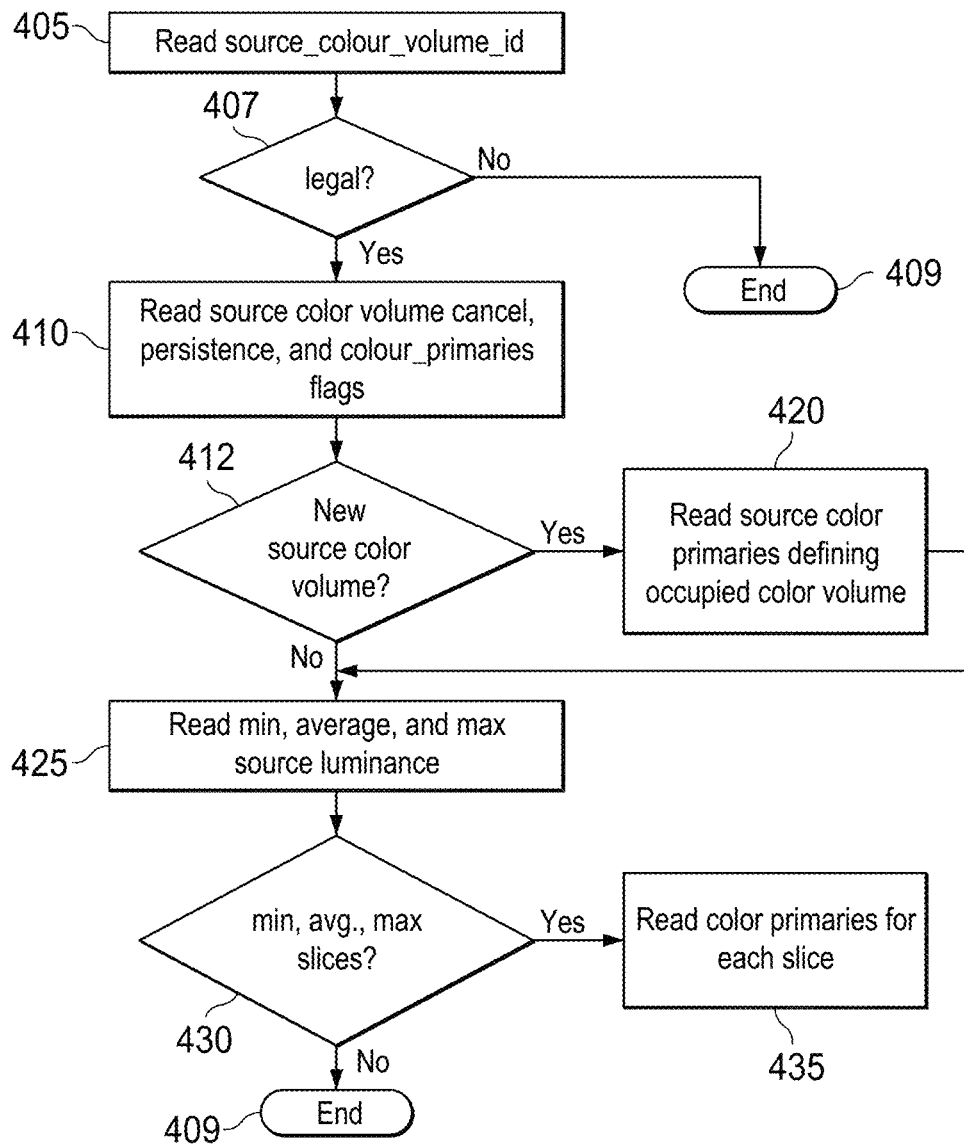 405
Read source_colour_volume_id
407
legal?
No
Yes
End
409
410
Read source color volume cancel,
persistence, and colour_primaries
flags
412
New
source color
volume?
Yes
No
420
Read source color
primaries defining
occupied color volume
425
Read min, average, and max
source luminance
min, avg., max
slices?
430
Yes
No
Read color primaries for
each slice
435
409
End